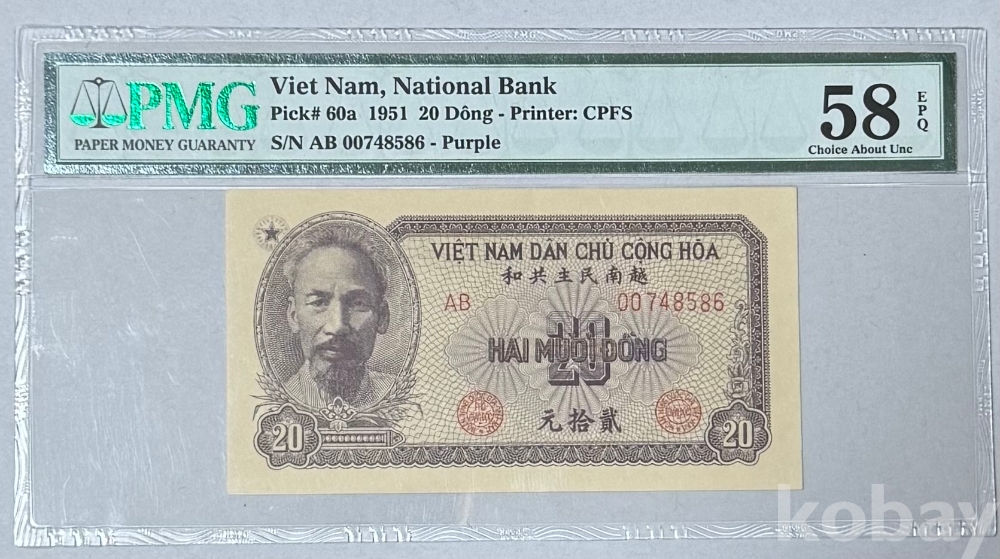 PMG
PAPER MONEY GUARANTY
Viet Nam, National Bank
Pick# 60a 1951 20 Dông - Printer: CPFS
S/N AB 00748586 - Purple
58
EPQ
Choice About Unc
VIỆT NAM DÂN CHỦ CỘNG HÒA
和共主民南越
AB 00748586
20
HAI MƯƠI ĐỒNG
元拾貳
20 20
kobay